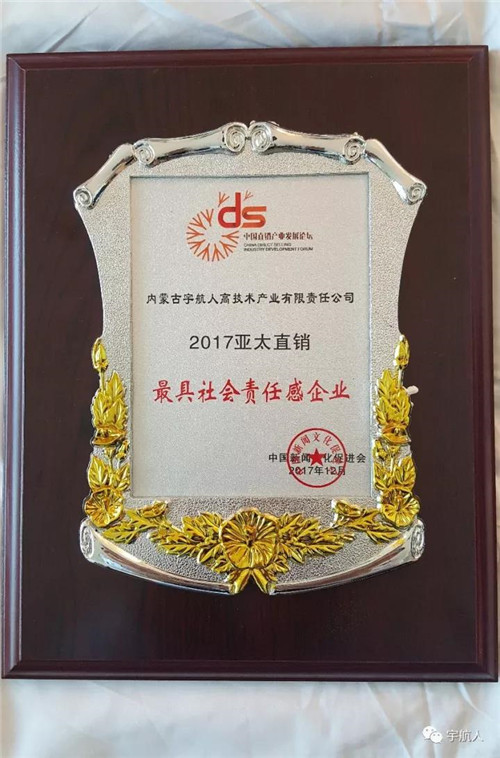 ds
中国直销产业发展论坛
CHINA DIRECT SELLING
INDUSTRY DEVELOPMENT FORUM
内蒙古宇航人高技术产业有限责任公司
2017亚太直销
最具社会责任感企业
中国新闻文化促进会
2017年12月
宇航人